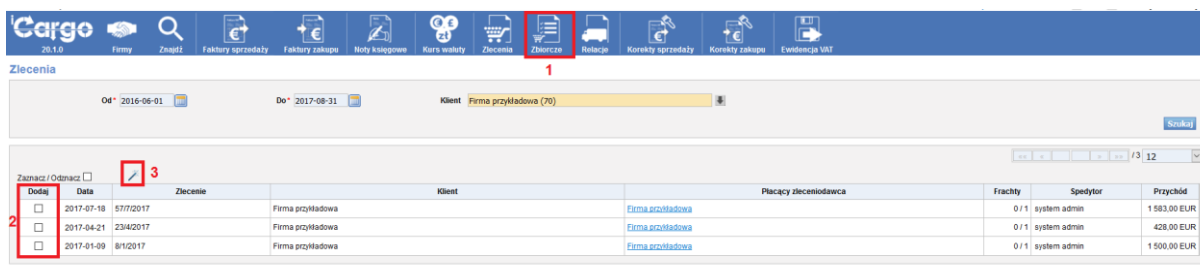 iCargo
20.1.0
Firmy
Znajdź
Faktury sprzedaży
Faktury zakupu
Noty księgowe
Kurs waluty
Zlecenia
Zbiorcze
Relacje
Korekty sprzedaży
Korekty zakupu
Ewidencja VAT
Zlecenia
1
Od* 2016-06-01 Do* 2017-08-31 Klient Firma przykładowa (70)
Szukaj
/3 12
Zaznacz / Odznacz 3
Dodaj Data Zlecenie Klient Płacący zleceniodawca Frachty Spedytor Przychód
2017-07-18 57/7/2017 Firma przykładowa Firma przykładowa 0 / 1 system admin 1 583,00 EUR
2
2017-04-21 23/4/2017 Firma przykładowa Firma przykładowa 0 / 1 system admin 428,00 EUR
2017-01-09 8/1/2017 Firma przykładowa Firma przykładowa 0 / 1 system admin 1 500,00 EUR